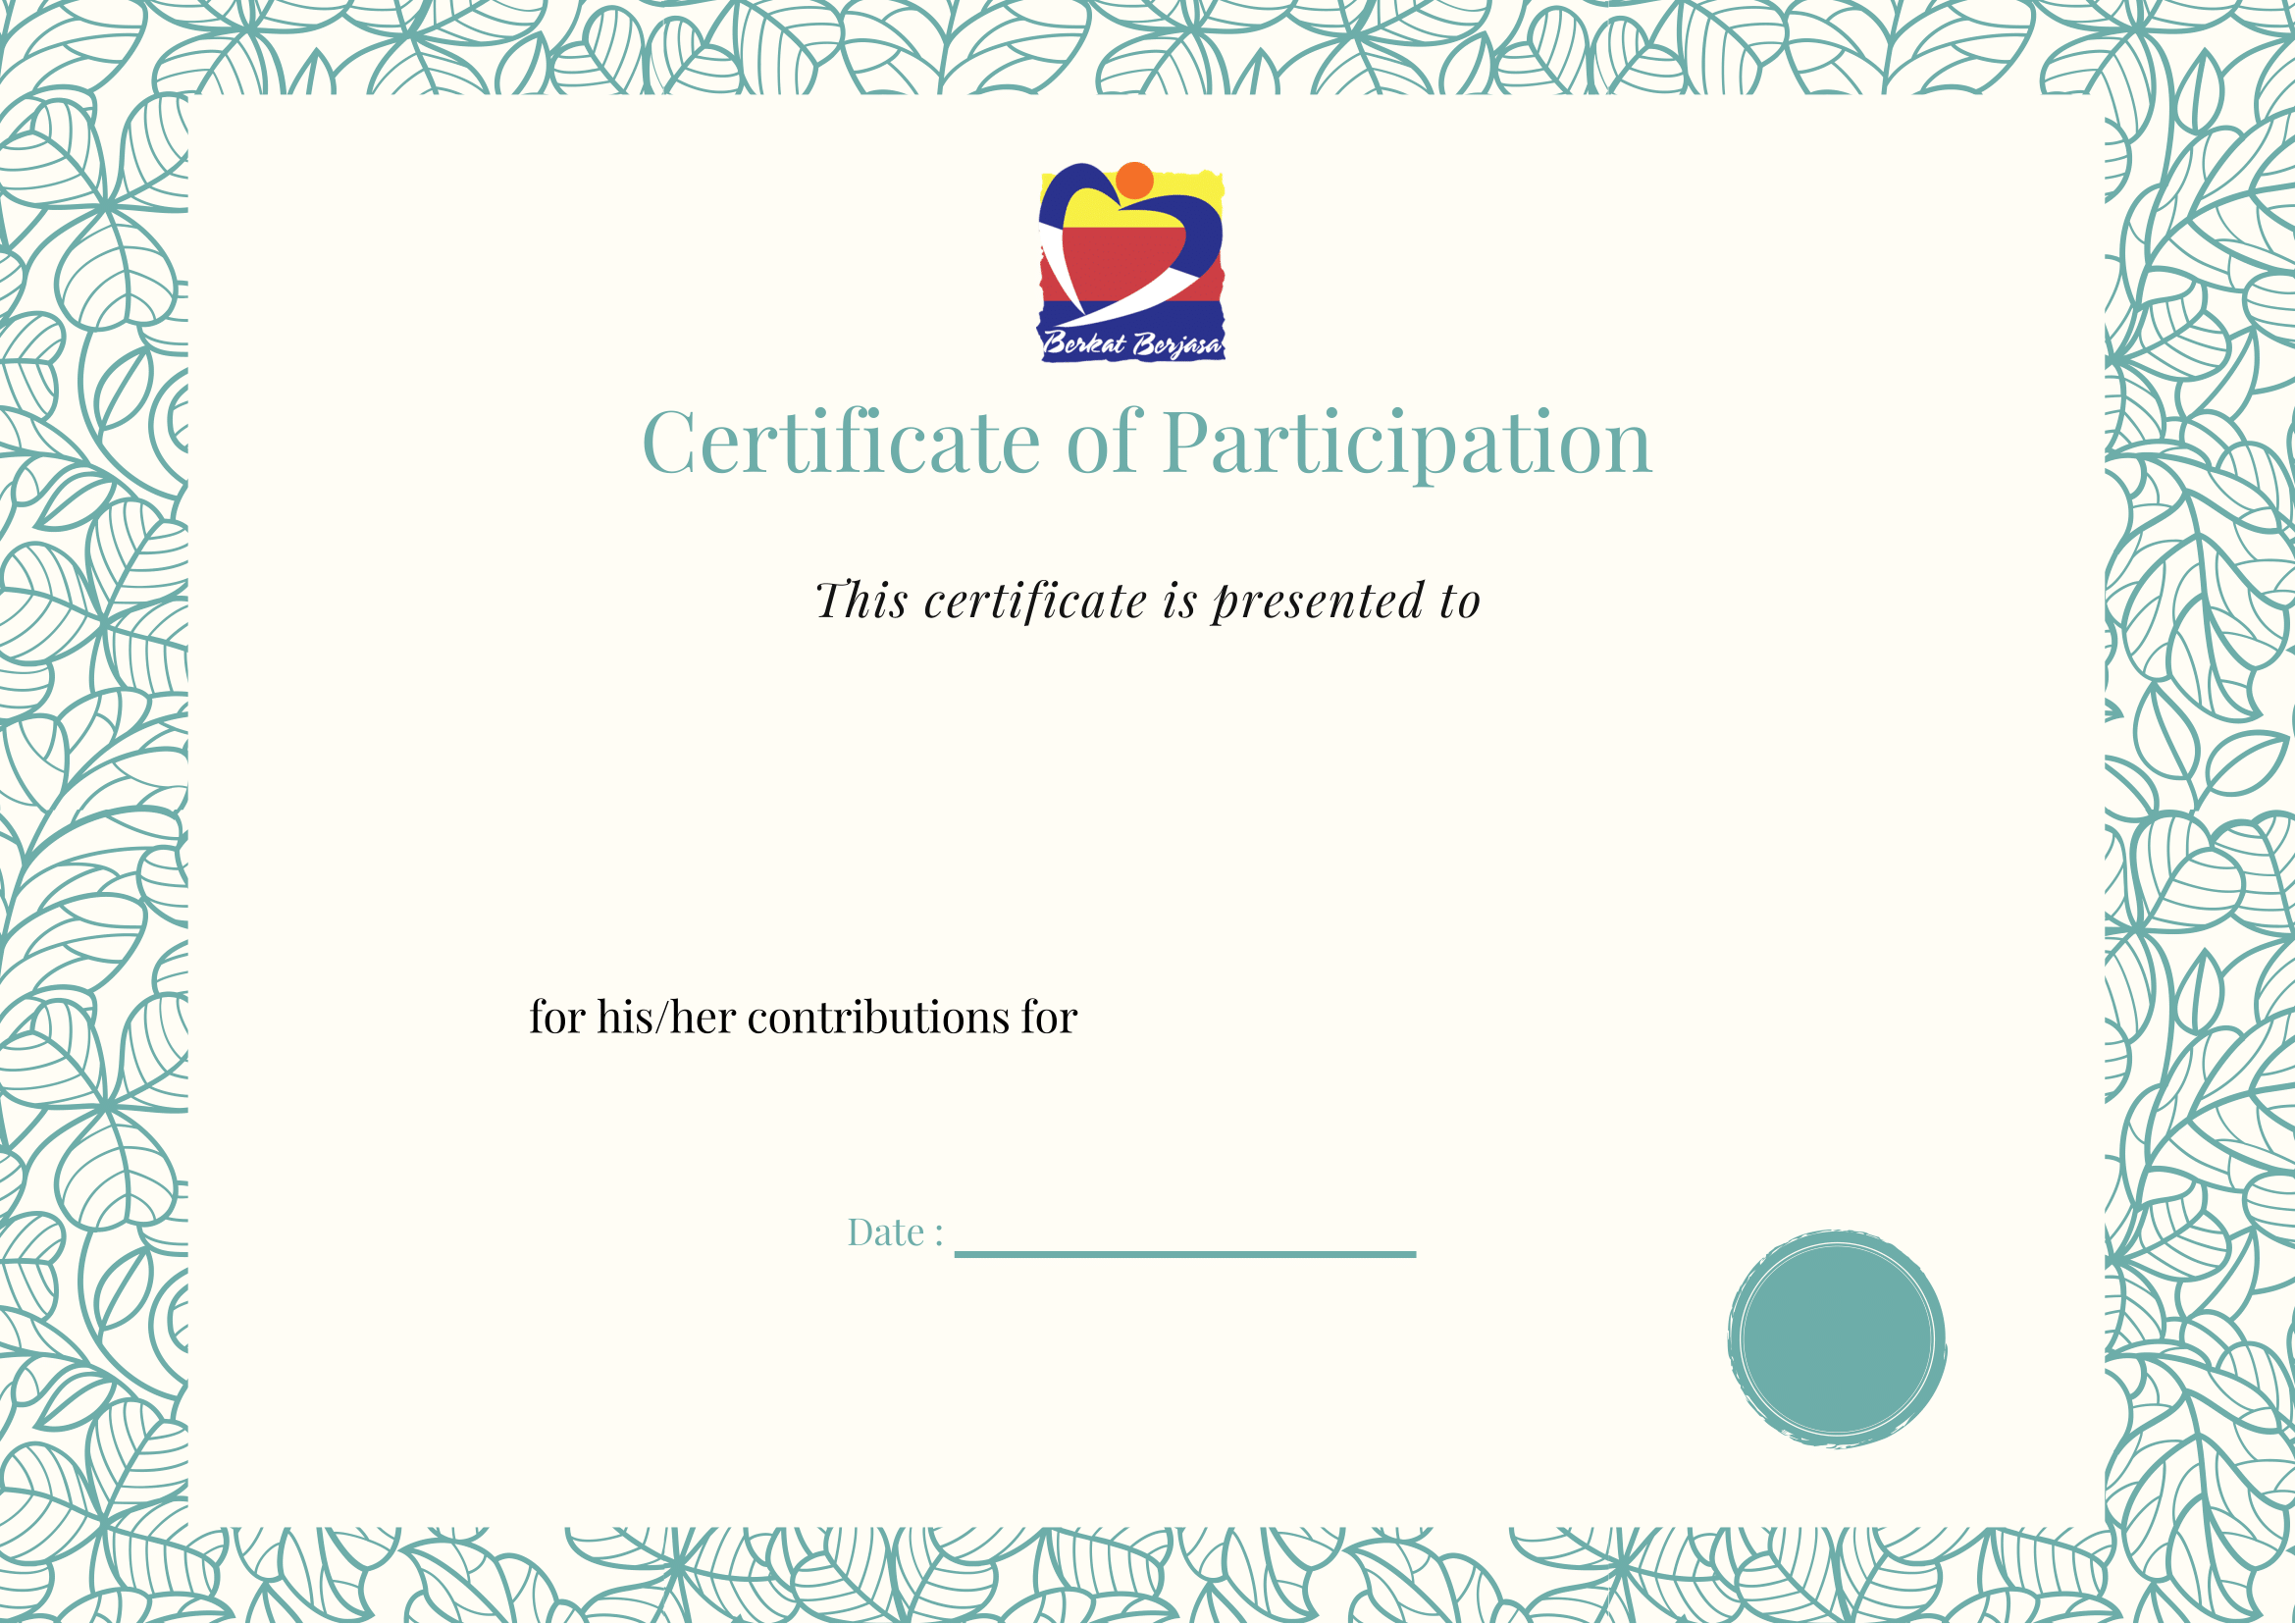 Berkat Berjasa
Certificate of Participation
This certificate is presented to
for his/her contributions for
Date :